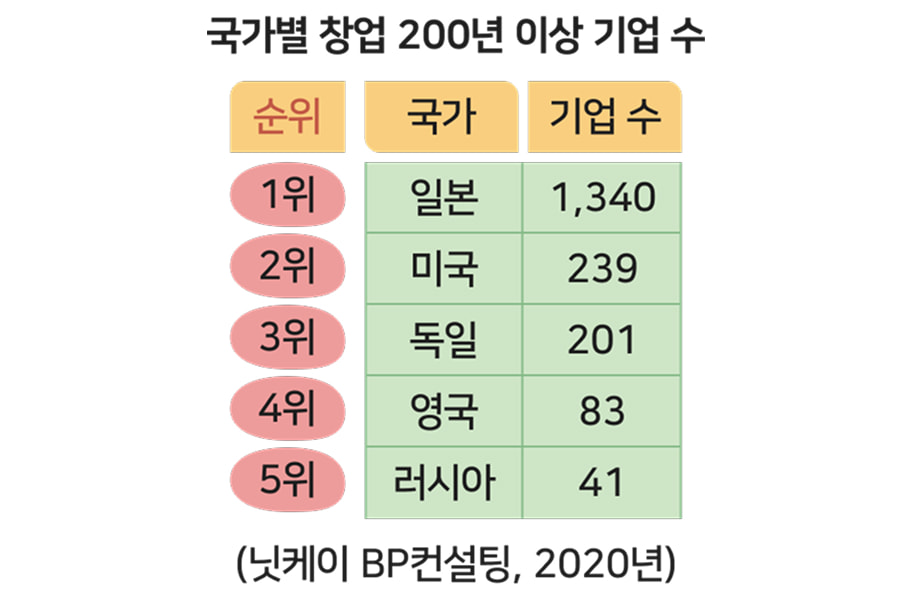 국가별 창업 200년 이상 기업 수
순위 국가 기업 수
1위 일본 1,340
2위 미국 239
3위 독일 201
4위 영국 83
5위 러시아 41
(닛케이 BP컨설팅, 2020년)